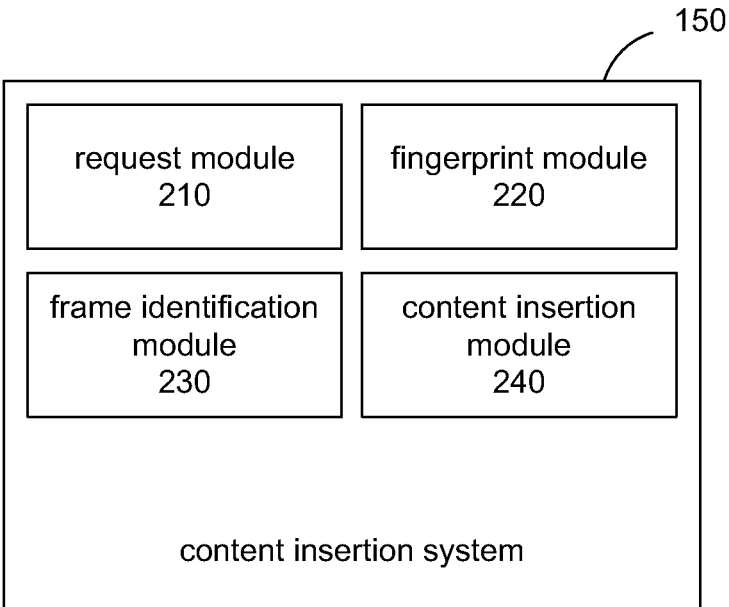 150
request module
210
fingerprint module
220
frame identification
module
230
content insertion
module
240
content insertion system